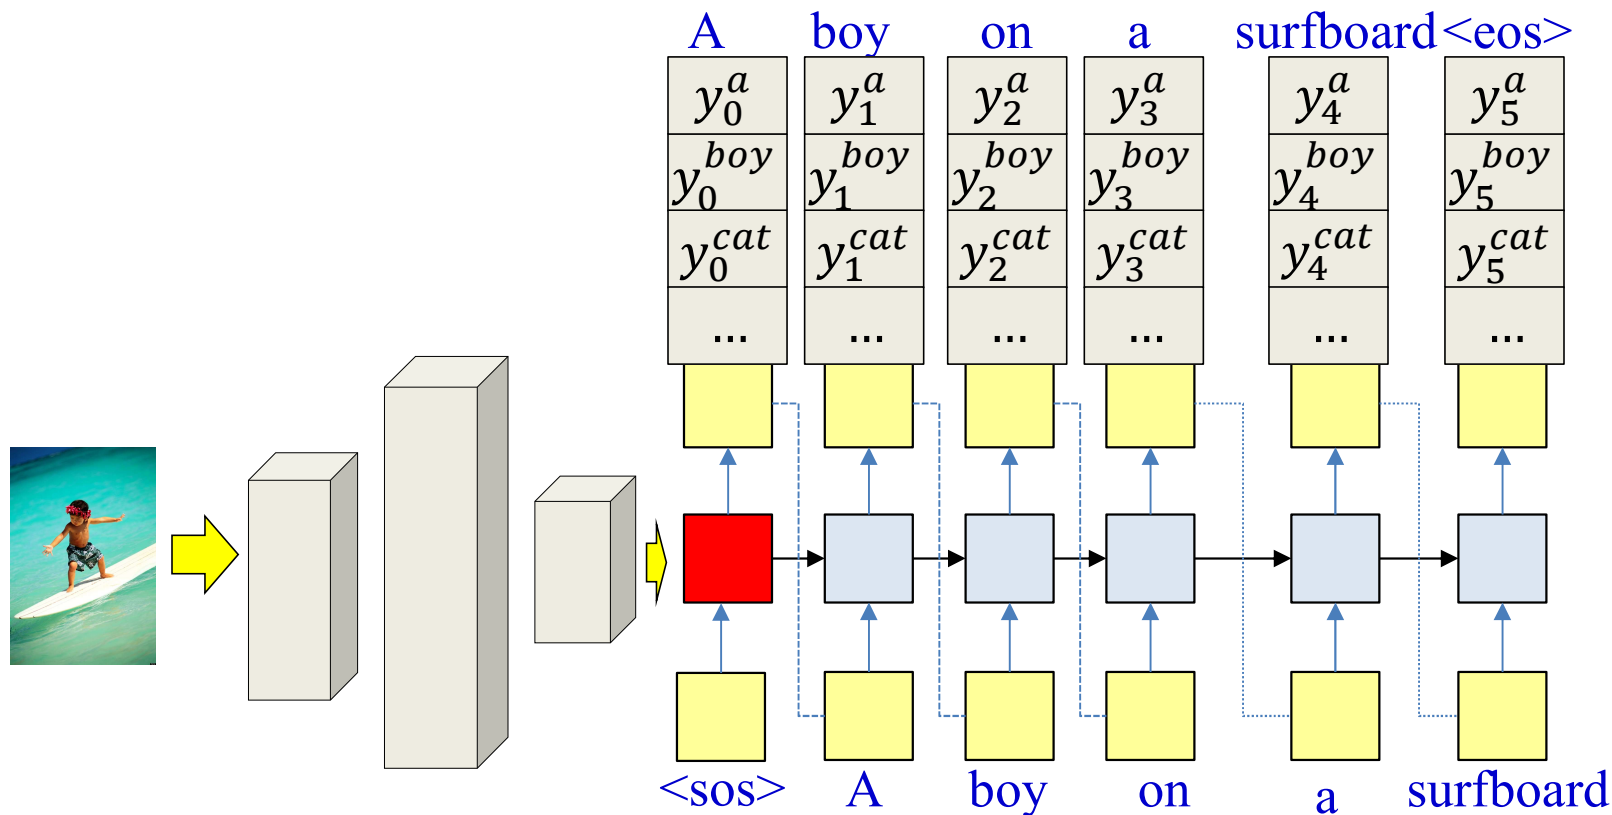 A boy on a surfboard <eos>
y_0^a y_1^a y_2^a y_3^a y_4^a y_5^a
y_0^{boy} y_1^{boy} y_2^{boy} y_3^{boy} y_4^{boy} y_5^{boy}
y_0^{cat} y_1^{cat} y_2^{cat} y_3^{cat} y_4^{cat} y_5^{cat}
... ... ... ... ... ...
<sos> A boy on a surfboard